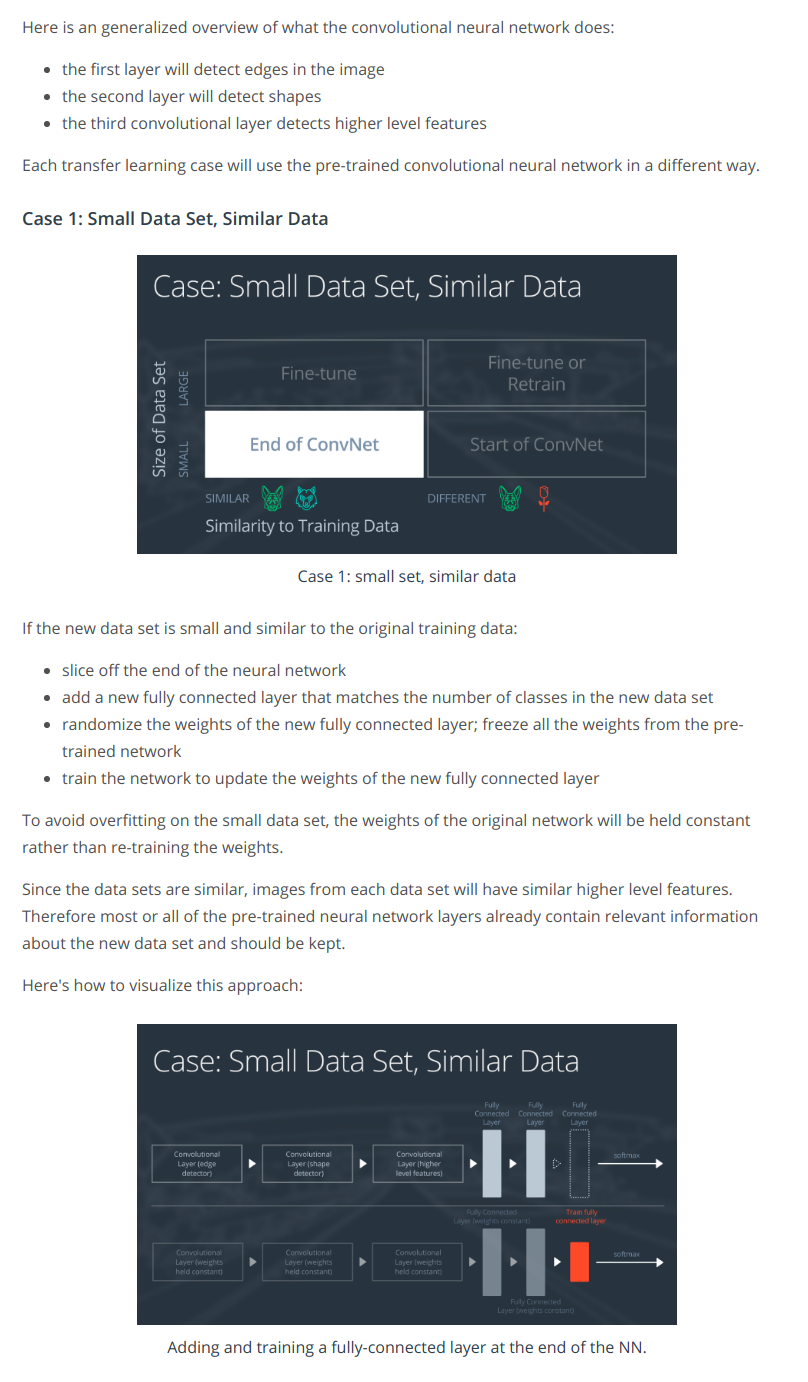 Here is an generalized overview of what the convolutional neural network does:
the first layer will detect edges in the image
the second layer will detect shapes
the third convolutional layer detects higher level features
Each transfer learning case will use the pre-trained convolutional neural network in a different way.
Case 1: Small Data Set, Similar Data
Case: Small Data Set, Similar Data
Size of Data Set
LARGE
SMALL
Fine-tune
Fine-tune or
Retrain
End of ConvNet
Start of ConvNet
SIMILAR
DIFFERENT
Similarity to Training Data
Case 1: small set, similar data
If the new data set is small and similar to the original training data:
slice off the end of the neural network
add a new fully connected layer that matches the number of classes in the new data set
randomize the weights of the new fully connected layer; freeze all the weights from the pre-
trained network
train the network to update the weights of the new fully connected layer
To avoid overfitting on the small data set, the weights of the original network will be held constant
rather than re-training the weights.
Since the data sets are similar, images from each data set will have similar higher level features.
Therefore most or all of the pre-trained neural network layers already contain relevant information
about the new data set and should be kept.
Here's how to visualize this approach:
Case: Small Data Set, Similar Data
Fully
Connected
Layer
Fully
Connected
Layer
Fully
Connected
Layer
Convolutional
Layer (edge
detector)
Convolutional
Layer (shape
detector)
Convolutional
Layer (higher
level features)
softmax
Fully Connected
Layer (weights constant)
Train fully
connected layer
Convolutional
Layer (weights
held constant)
Convolutional
Layer (weights
held constant)
Convolutional
Layer (weights
held constant)
softmax
Fully Connected
Layer (weights constant)
Adding and training a fully-connected layer at the end of the NN.